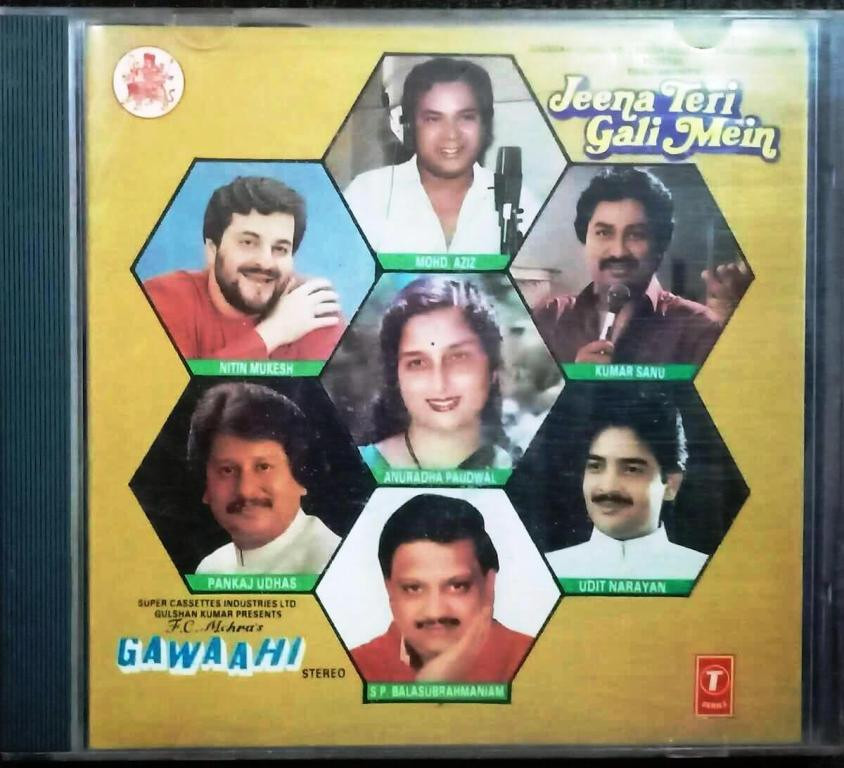 Jeena Teri
Gali Mein
MOHD. AZIZ
NITIN MUKESH
KUMAR SANU
ANURADHA PAUDWAL
PANKAJ UDHAS
UDIT NARAYAN
SUPER CASSETTES INDUSTRIES LTD
GULSHAN KUMAR PRESENTS
F.C. Mehra's
GAWAAHI
STEREO
S.P. BALASUBRAHMANIAM
T
SERIES